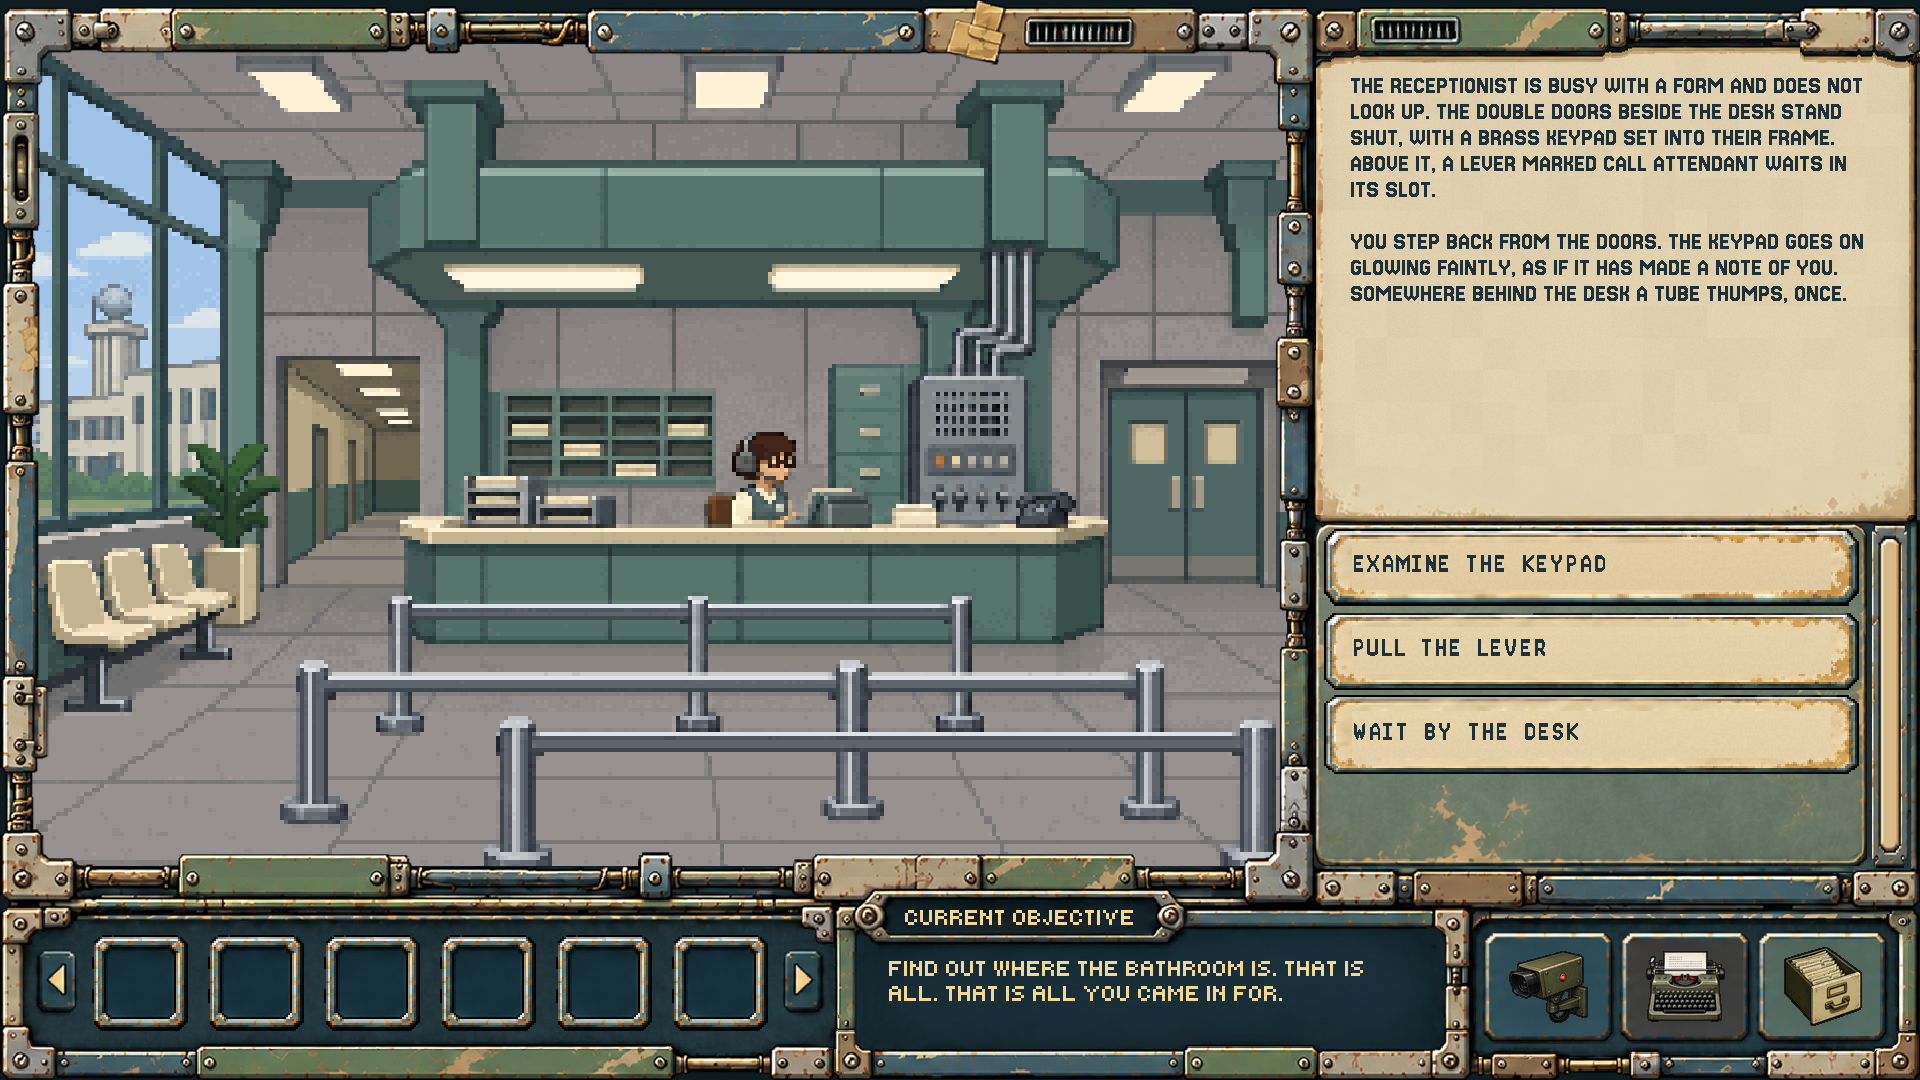 THE RECEPTIONIST IS BUSY WITH A FORM AND DOES NOT
LOOK UP. THE DOUBLE DOORS BESIDE THE DESK STAND
SHUT, WITH A BRASS KEYPAD SET INTO THEIR FRAME.
ABOVE IT, A LEVER MARKED CALL ATTENDANT WAITS IN
ITS SLOT.
YOU STEP BACK FROM THE DOORS. THE KEYPAD GOES ON
GLOWING FAINTLY, AS IF IT HAS MADE A NOTE OF YOU.
SOMEWHERE BEHIND THE DESK A TUBE THUMPS, ONCE.
EXAMINE THE KEYPAD
PULL THE LEVER
WAIT BY THE DESK
CURRENT OBJECTIVE
FIND OUT WHERE THE BATHROOM IS. THAT IS
ALL. THAT IS ALL YOU CAME IN FOR.